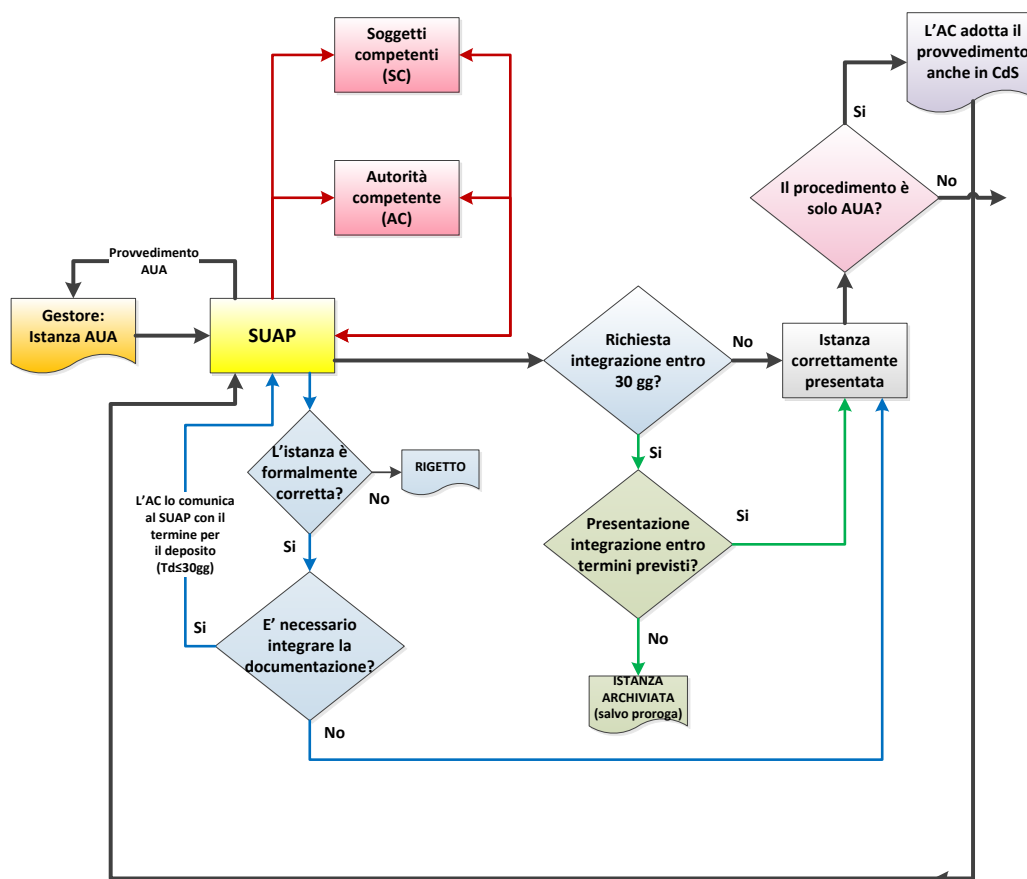 Soggetti
competenti
(SC)
L'AC adotta il
provvedimento
anche in CdS
Si
Autorità
competente
(AC)
Il procedimento è
solo AUA?
No
Provvedimento
AUA
Gestore:
Istanza AUA
SUAP
Richiesta
integrazione entro
30 gg?
No
Istanza
correttamente
presentata
Si
L'istanza è
formalmente
corretta?
No
RIGETTO
L'AC lo comunica
al SUAP con il
termine per
il deposito
(Td≤30gg)
Si
Presentazione
integrazione entro
termini previsti?
Si
Si
E' necessario
integrare la
documentazione?
No
No
ISTANZA
ARCHIVIATA
(salvo proroga)